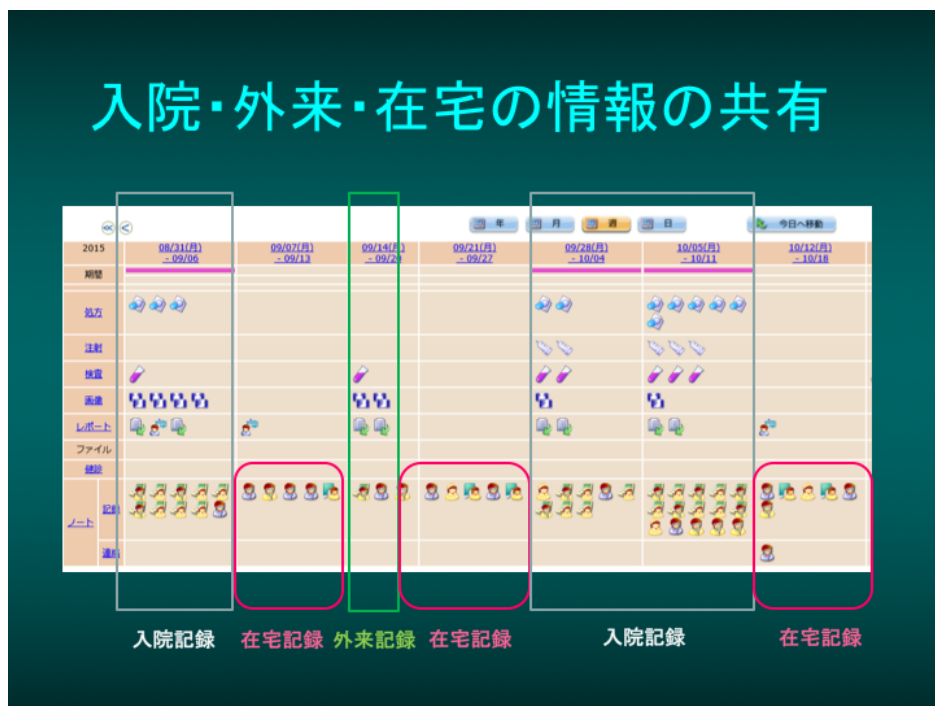 入院・外来・在宅の情報の共有
年 月 週 日 今日へ移動
2015 08/31(月) 09/07(月) 09/14(月) 09/21(月) 09/28(月) 10/05(月) 10/12(月)
- 09/06 - 09/13 - 09/20 - 09/27 - 10/04 - 10/11 - 10/18
期間
処方
注射
検査
画像
レポート
ファイル
健診
ノート 記録
連絡
入院記録 在宅記録 外来記録 在宅記録 入院記録 在宅記録